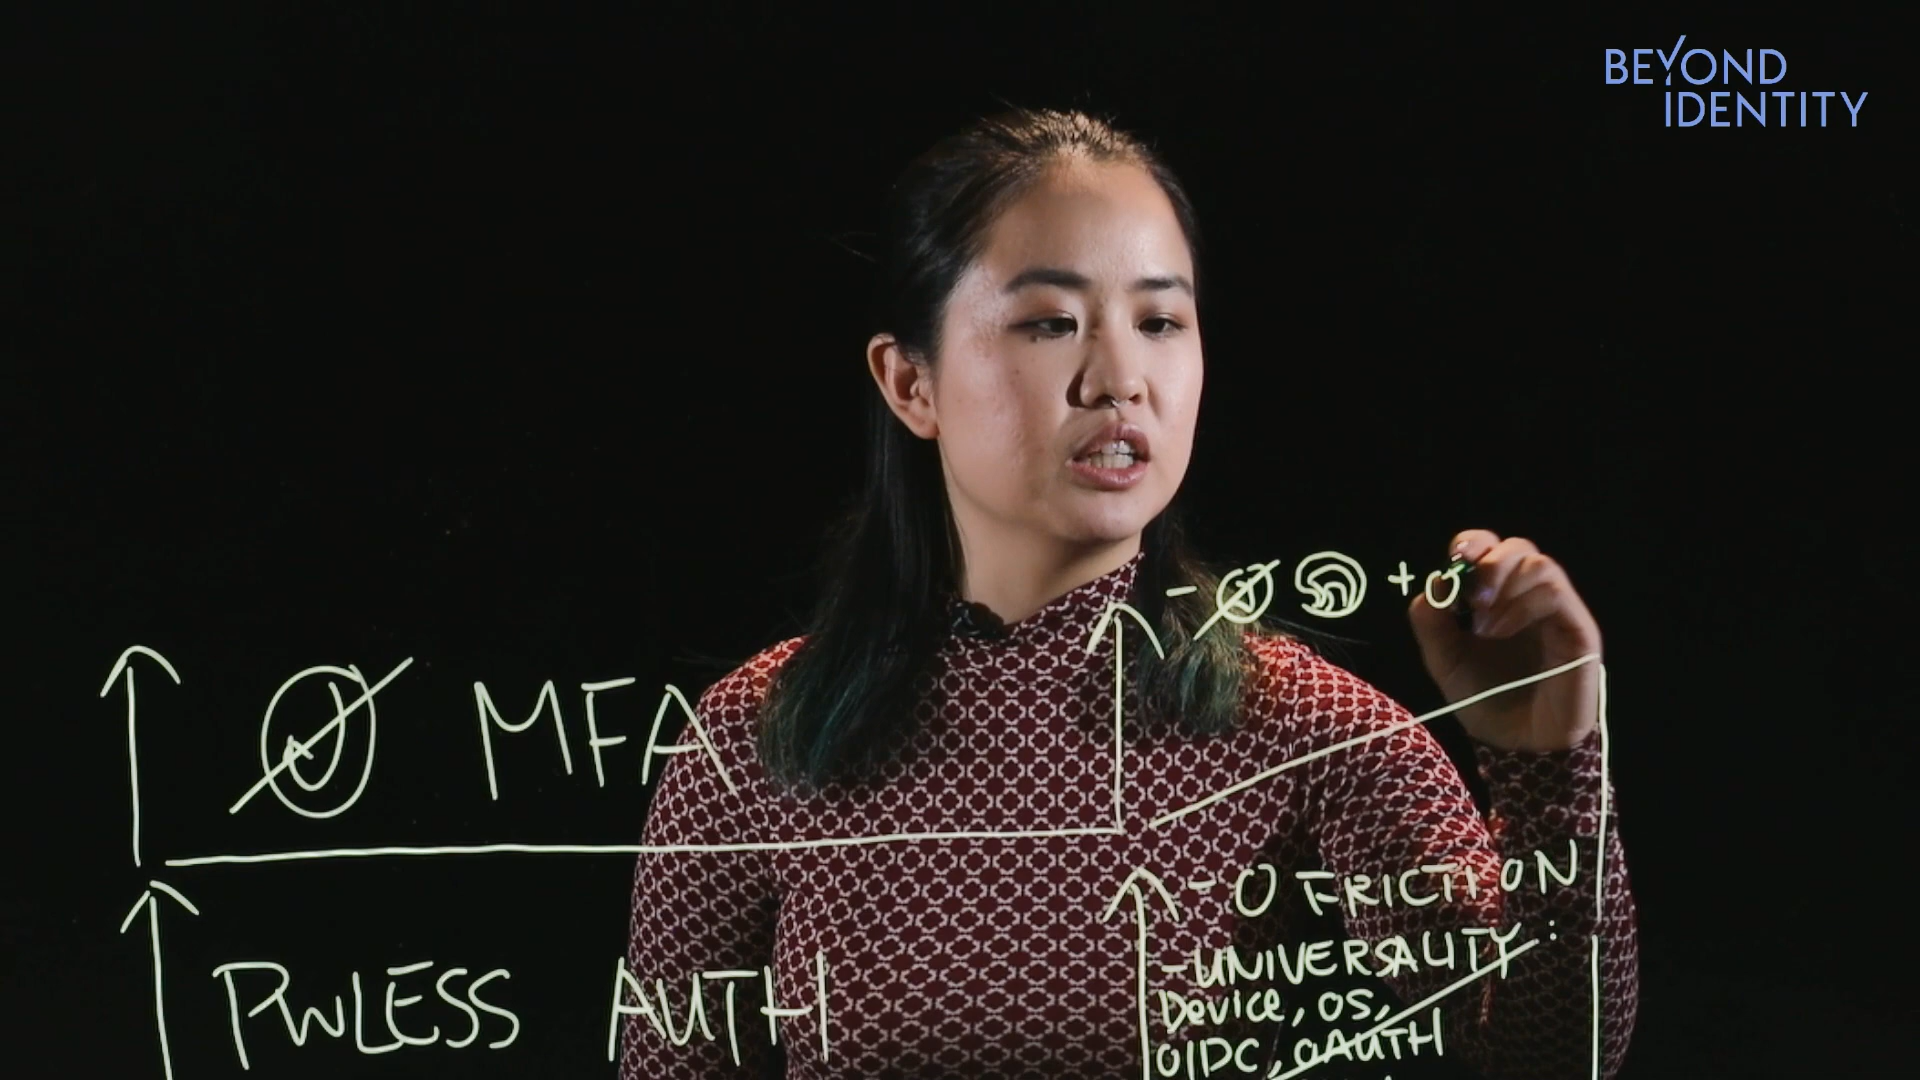 BEYOND
IDENTITY
- +
MFA
- 0 FRICTION
PWLESS AUTH
- UNIVERSALITY:
Device, OS,
OIDC, OAUTH